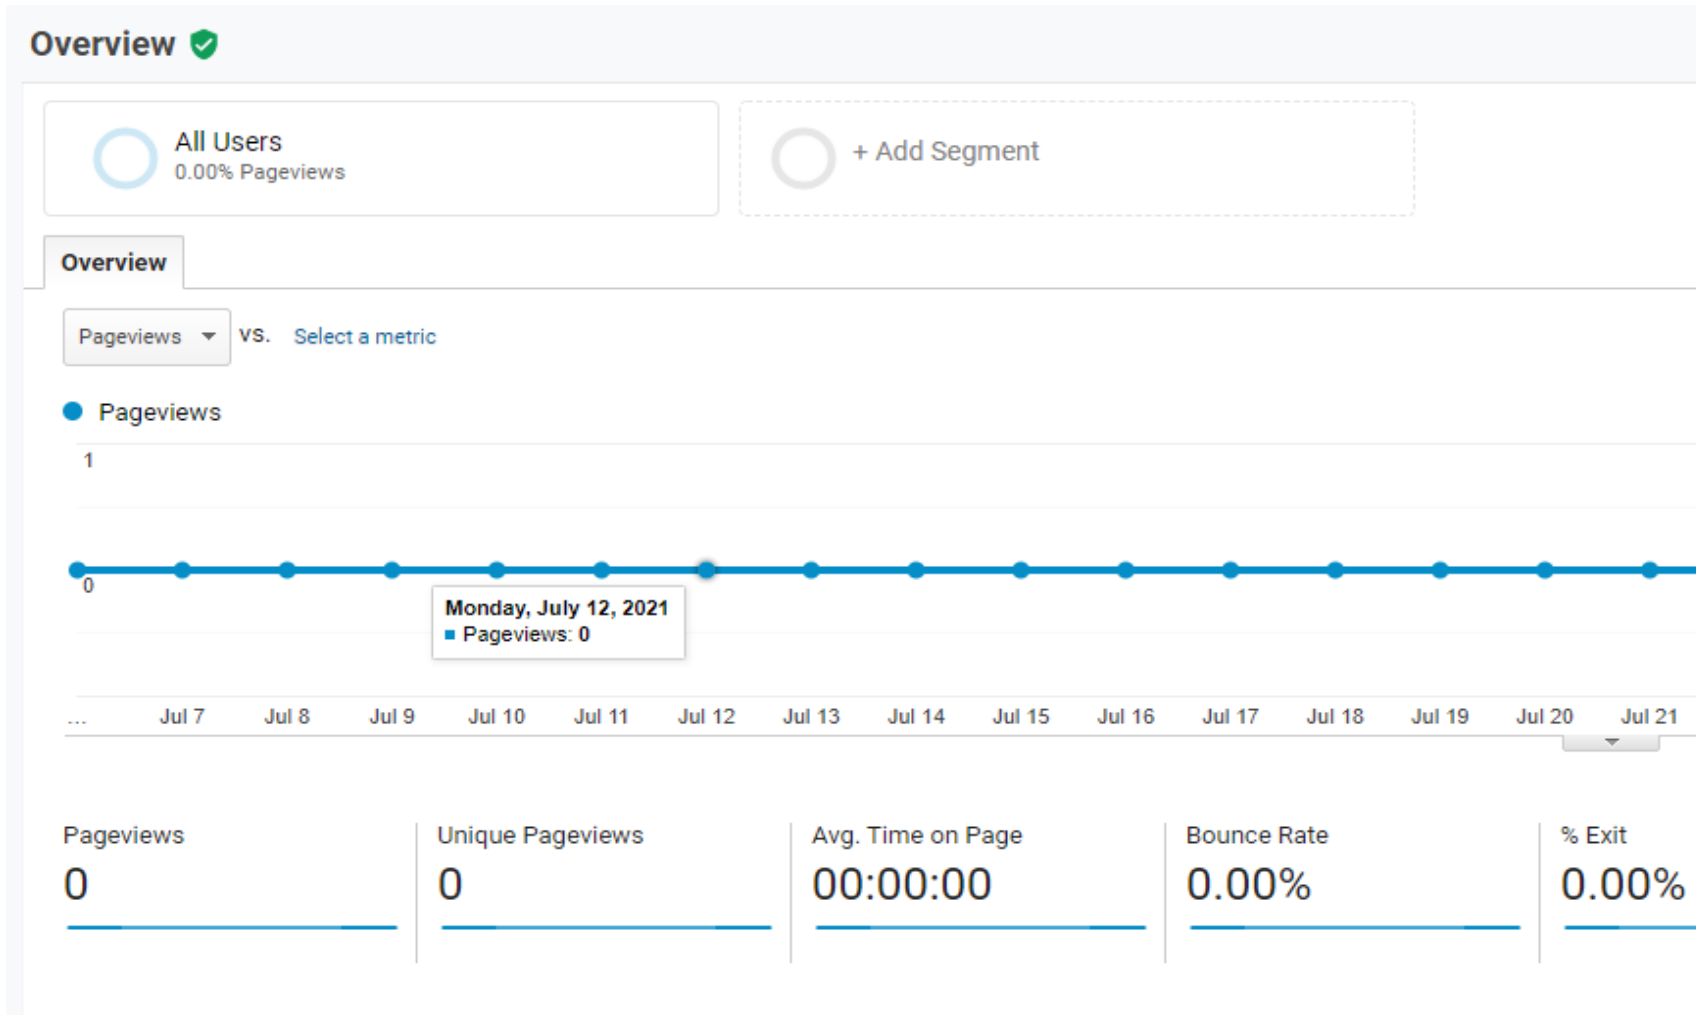 Overview
All Users
0.00% Pageviews
+ Add Segment
Overview
Pageviews vs. Select a metric
Pageviews
1
0
Monday, July 12, 2021
Pageviews: 0
... Jul 7 Jul 8 Jul 9 Jul 10 Jul 11 Jul 12 Jul 13 Jul 14 Jul 15 Jul 16 Jul 17 Jul 18 Jul 19 Jul 20 Jul 21
Pageviews Unique Pageviews Avg. Time on Page Bounce Rate % Exit
0 0 00:00:00 0.00% 0.00%